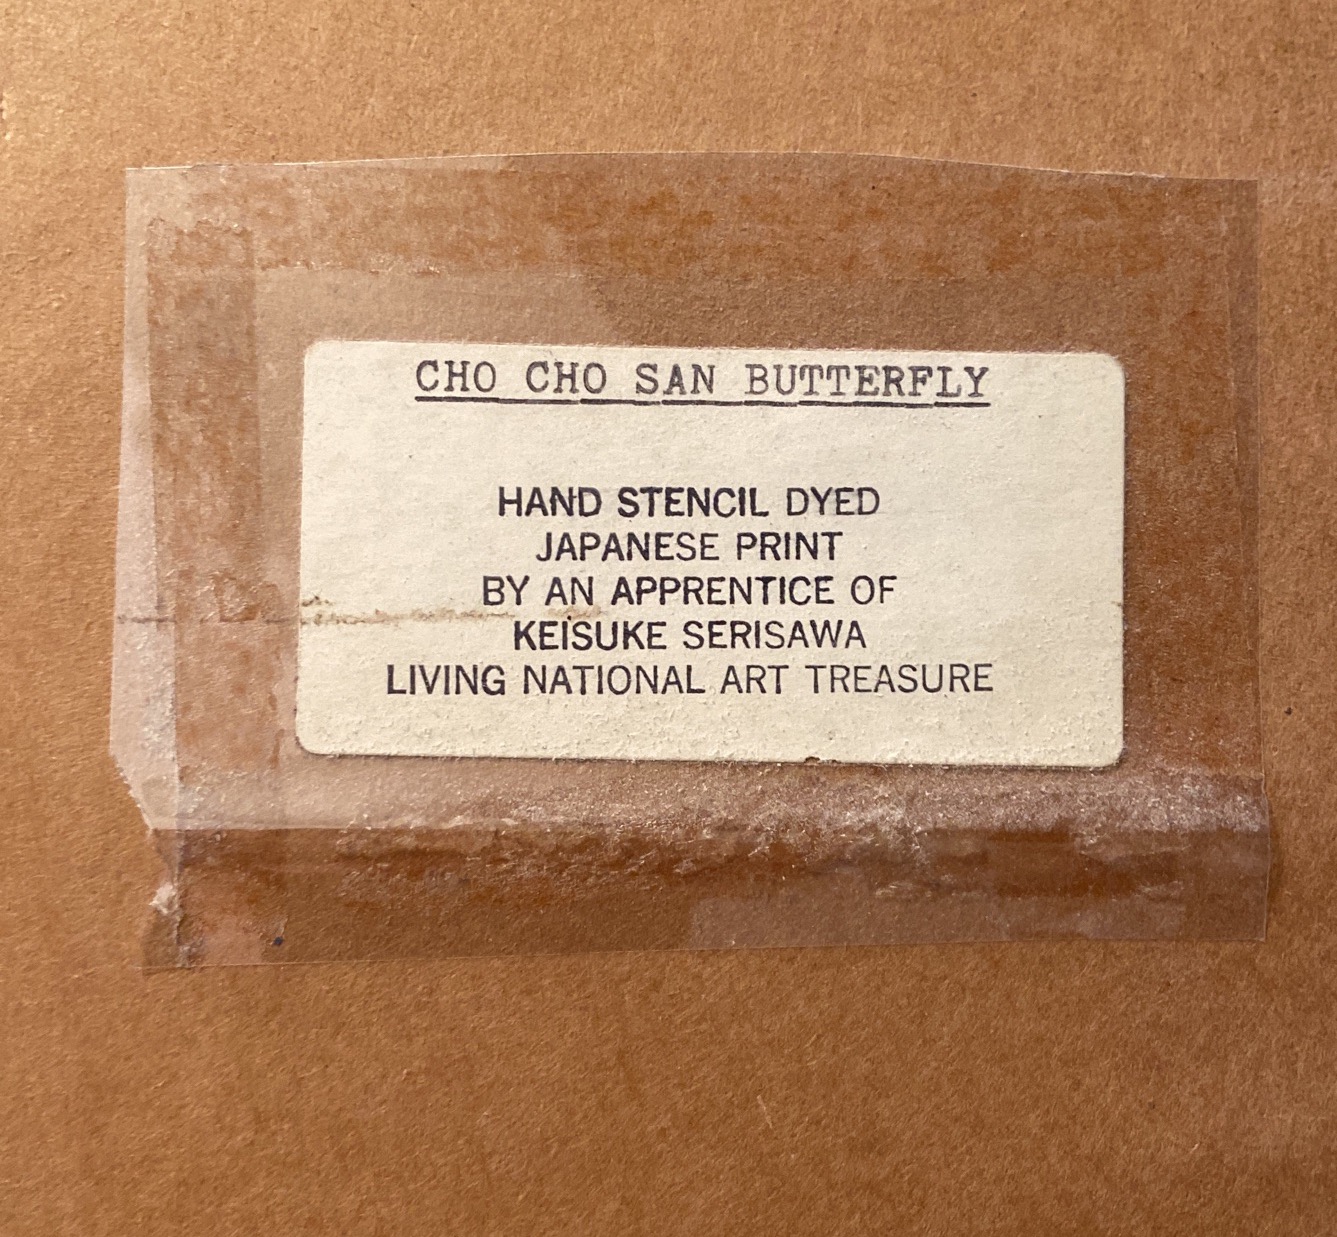 CHO CHO SAN BUTTERFLY
HAND STENCIL DYED
JAPANESE PRINT
BY AN APPRENTICE OF
KEISUKE SERISAWA
LIVING NATIONAL ART TREASURE